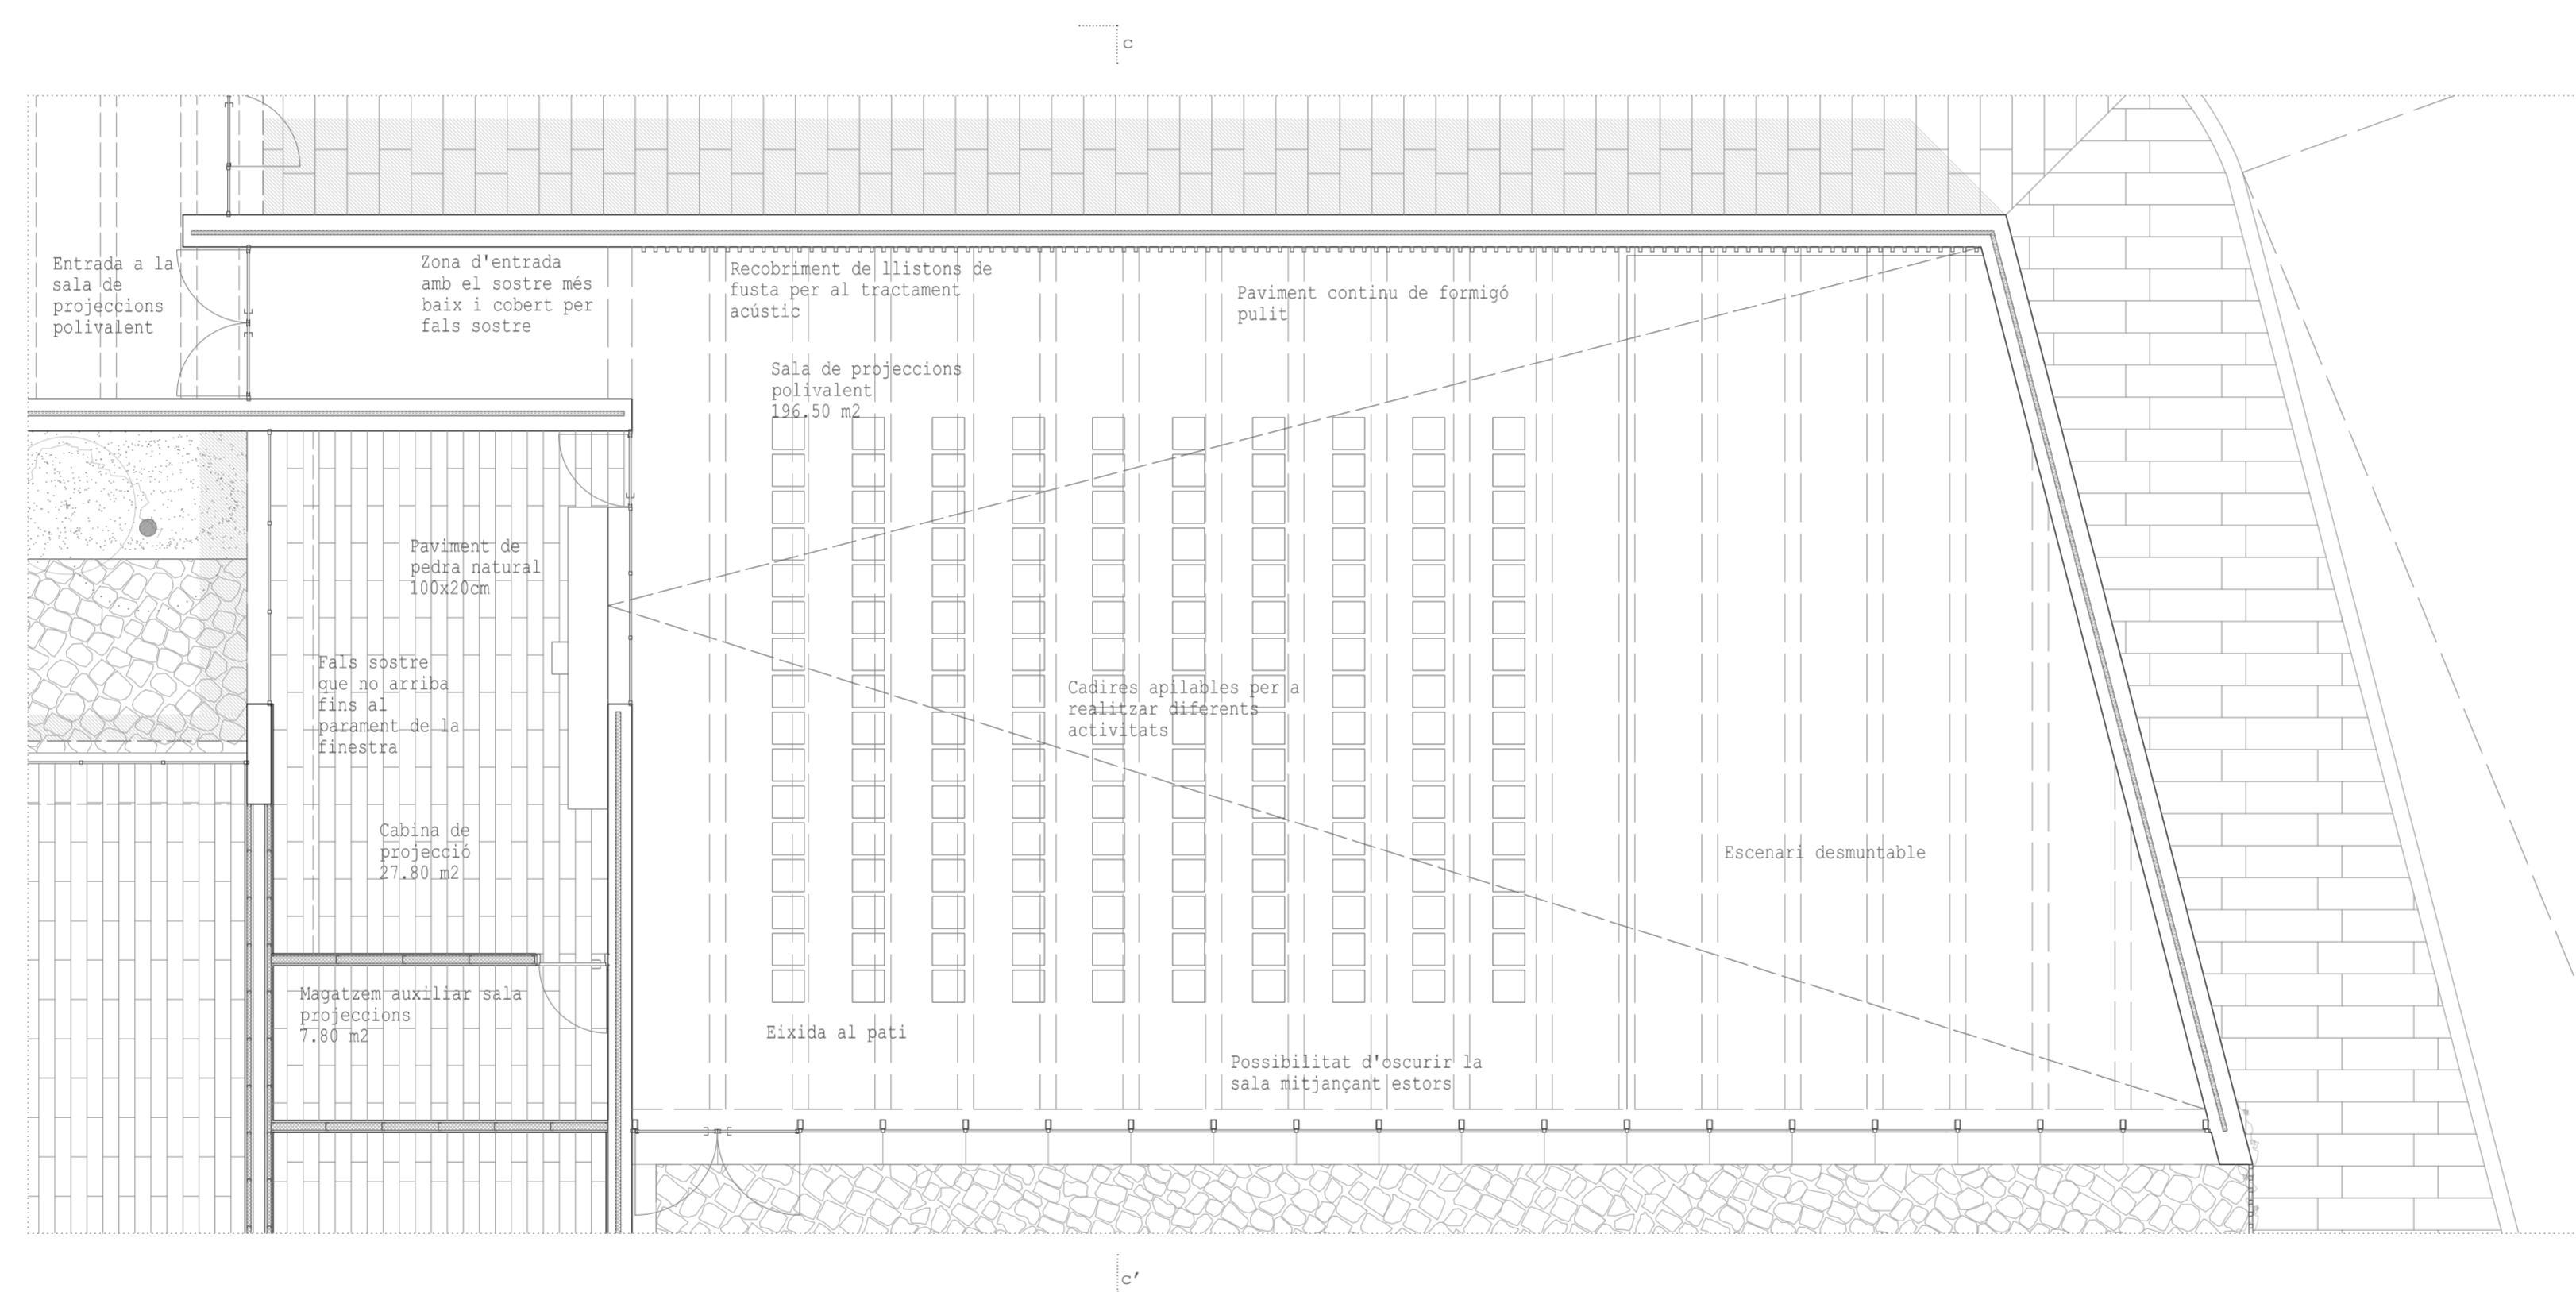 c
Entrada a la
sala de
projeccions
polivalent
Zona d'entrada
amb el sostre més
baix i cobert per
fals sostre
Recobriment de llistons de
fusta per al tractament
acústic
Paviment continu de formigó
pulit
Sala de projeccions
polivalent
196.50 m2
Paviment de
pedra natural
100x20cm
Fals sostre
que no arriba
fins al
parament de la
finestra
Cadires apilables per a
realitzar diferents
activitats
Cabina de
projecció
27.80 m2
Escenari desmuntable
Magatzem auxiliar sala
projeccions
7.80 m2
Eixida al pati
Possibilitat d'oscurir la
sala mitjançant estors
c'